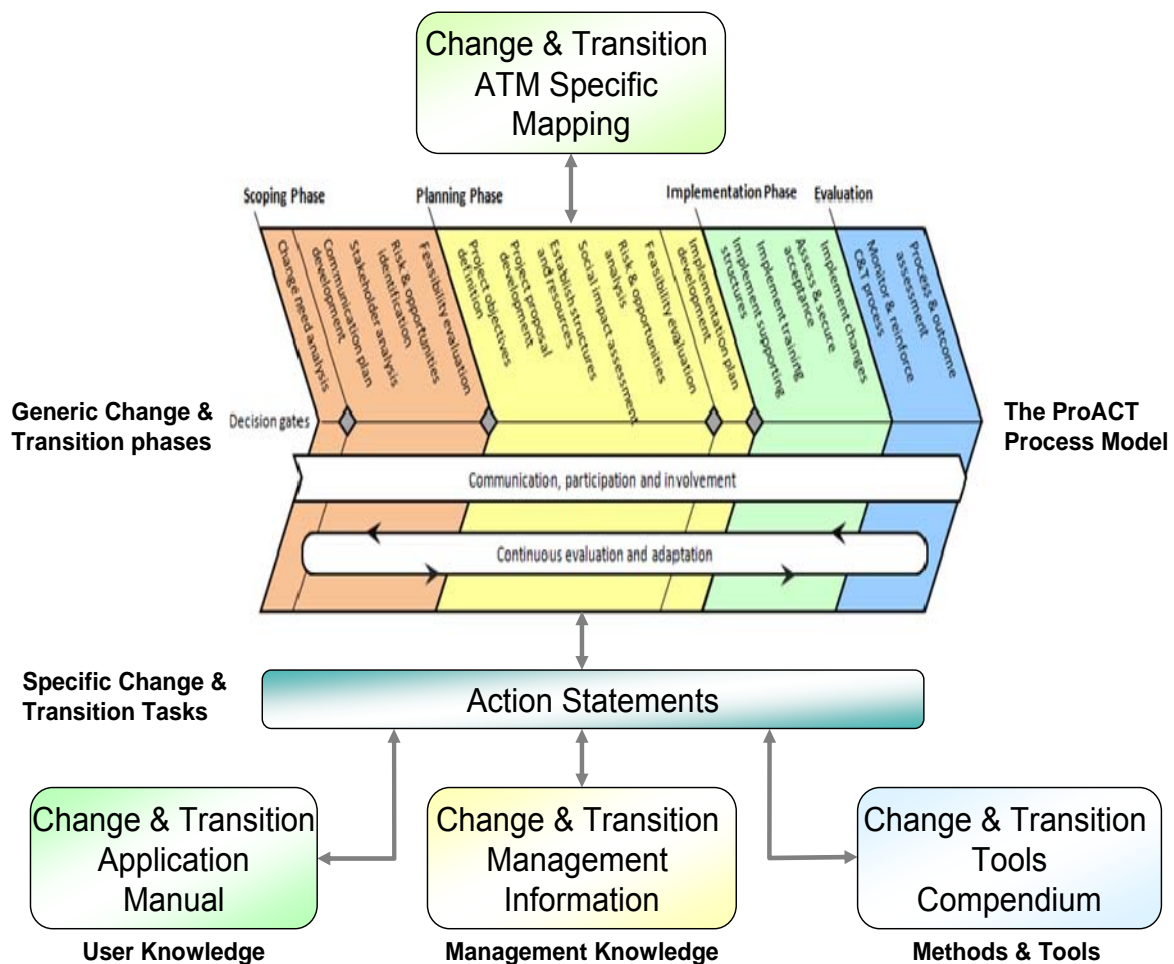 Change & Transition
ATM Specific
Mapping
Scoping Phase
Planning Phase
Implementation Phase
Evaluation
Change need analysis
Communication plan
development
Stakeholder analysis
Risk & opportunities
identification
Feasibility evaluation
Project objectives
definition
Project proposal
development
Establish structures
and resources
Social impact assessment
Risk & opportunities
analysis
Feasibility evaluation
Implementation plan
development
Implement supporting
structures
Implement training
Assess & secure
acceptance
Implement changes
Monitor & reinforce
C&T process
Process & outcome
assessment
Generic Change &
Transition phases
Decision gates
The ProACT
Process Model
Communication, participation and involvement
Continuous evaluation and adaptation
Specific Change &
Transition Tasks
Action Statements
Change & Transition
Application
Manual
Change & Transition
Management
Information
Change & Transition
Tools
Compendium
User Knowledge
Management Knowledge
Methods & Tools